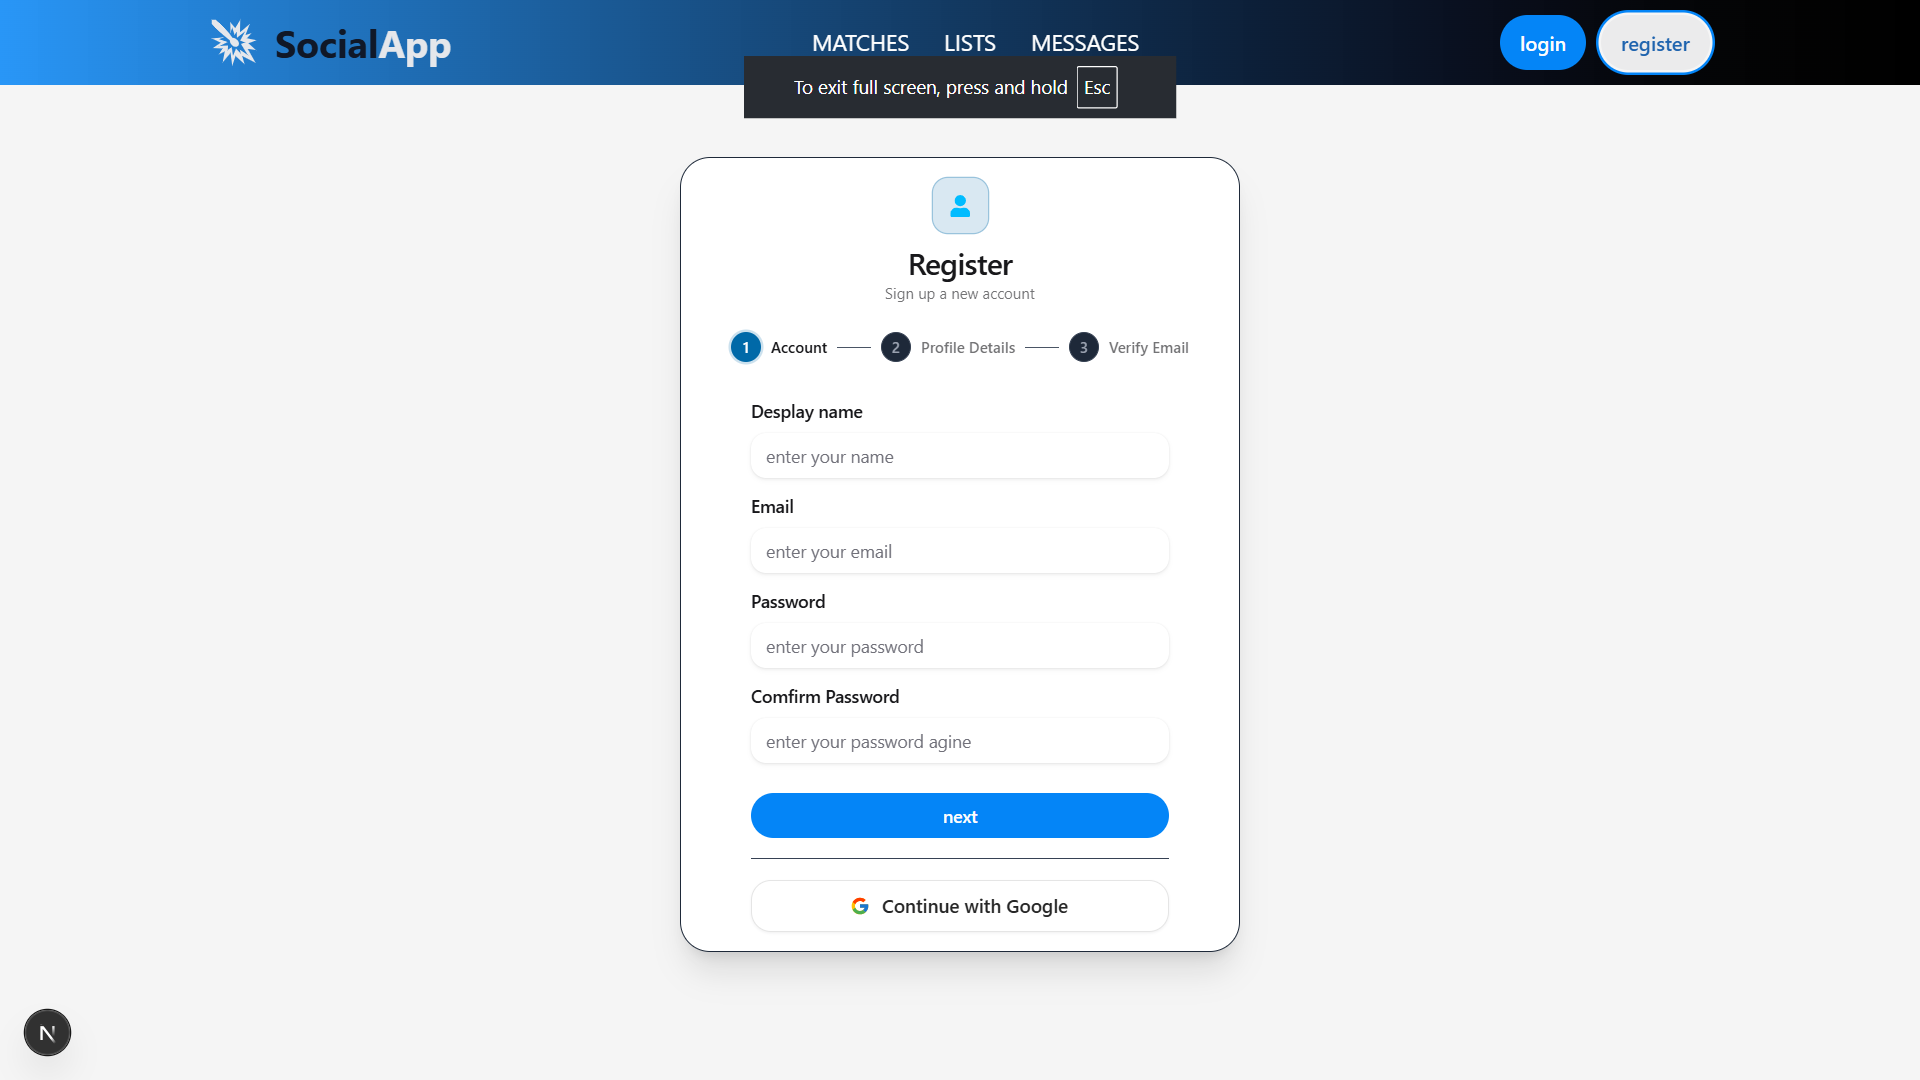 SocialApp
MATCHES LISTS MESSAGES
login
register
To exit full screen, press and hold Esc
Register
Sign up a new account
1 Account 2 Profile Details 3 Verify Email
Desplay name
enter your name
Email
enter your email
Password
enter your password
Comfirm Password
enter your password agine
next
Continue with Google
N